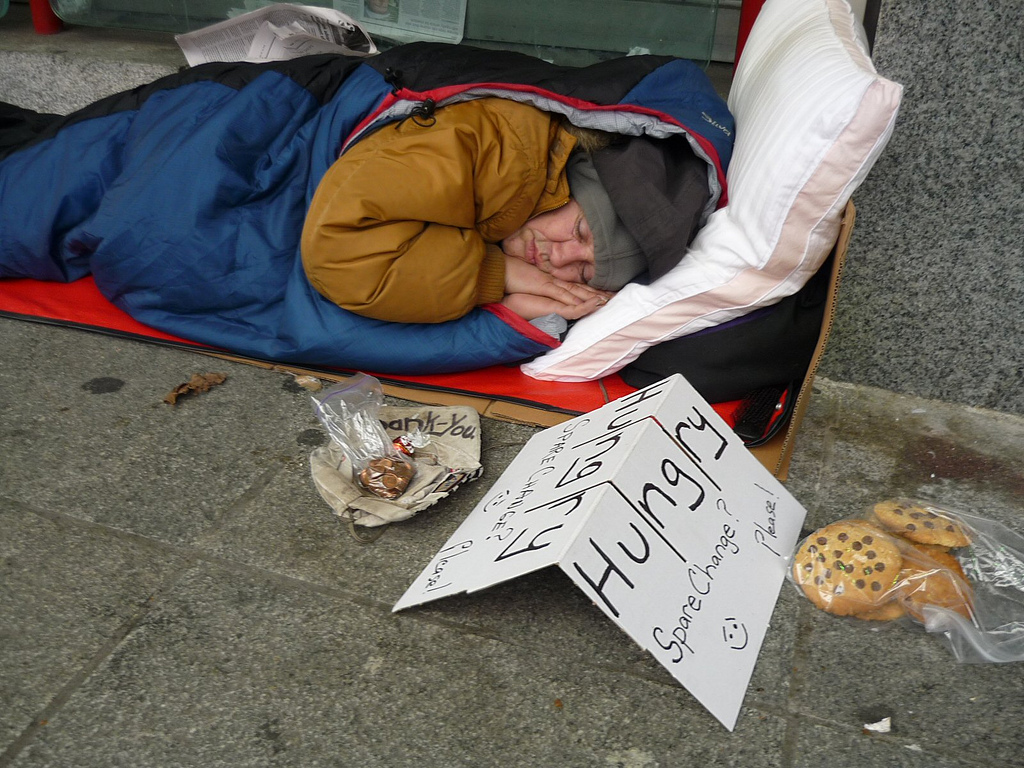 Thank-You.
Hungry
SPARE CHANGE?
Please!
Hungry
Spare Change?
Please!